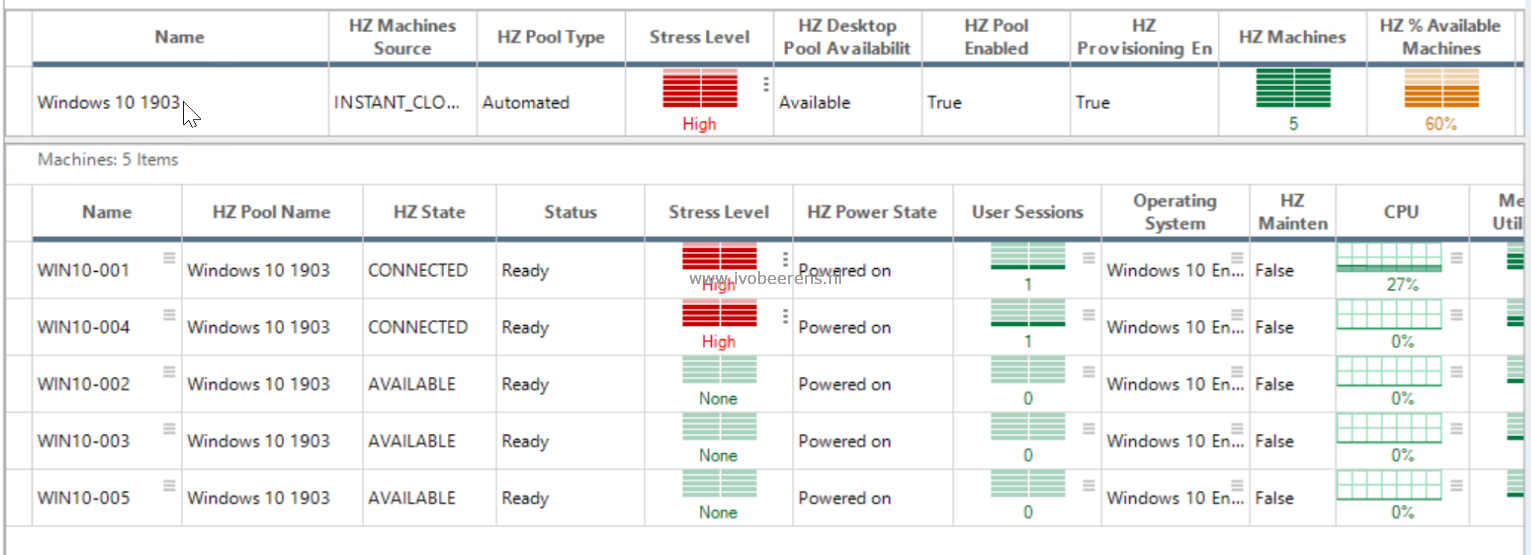 Name HZ Machines Source HZ Pool Type Stress Level HZ Desktop Pool Availabilit HZ Pool Enabled HZ Provisioning En HZ Machines HZ % Available Machines
Windows 10 1903 INSTANT_CLO... Automated High Available True True 5 60%
Machines: 5 Items
Name HZ Pool Name HZ State Status Stress Level HZ Power State User Sessions Operating System HZ Mainten CPU Me Util
WIN10-001 Windows 10 1903 CONNECTED Ready High Powered on 1 Windows 10 En... False 27%
www.ivobeerens.nl
WIN10-004 Windows 10 1903 CONNECTED Ready High Powered on 1 Windows 10 En... False 0%
WIN10-002 Windows 10 1903 AVAILABLE Ready None Powered on 0 Windows 10 En... False 0%
WIN10-003 Windows 10 1903 AVAILABLE Ready None Powered on 0 Windows 10 En... False 0%
WIN10-005 Windows 10 1903 AVAILABLE Ready None Powered on 0 Windows 10 En... False 0%